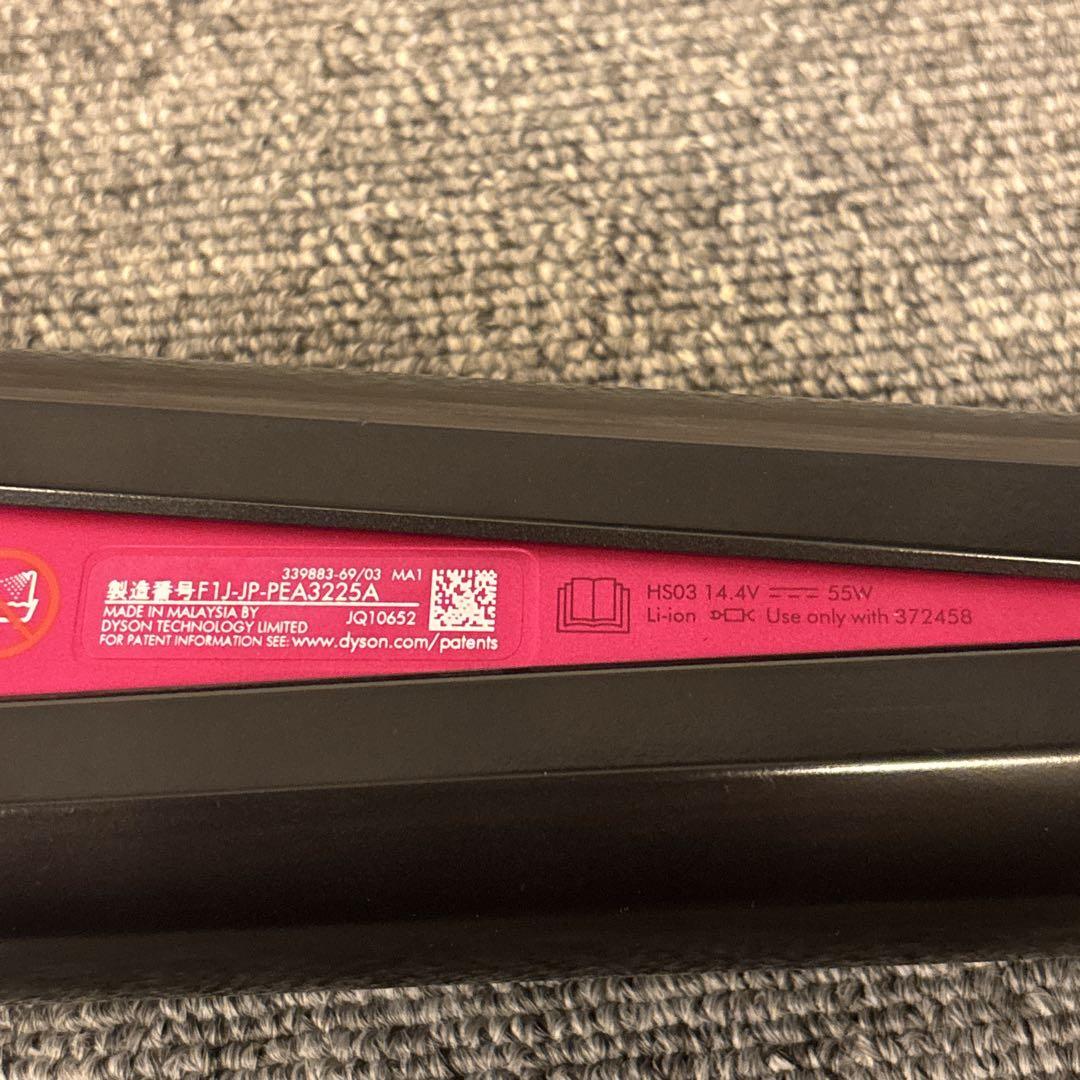 339883-69/03 MA1
製造番号F1J-JP-PEA3225A
MADE IN MALAYSIA BY JQ10652
DYSON TECHNOLOGY LIMITED
FOR PATENT INFORMATION SEE: www.dyson.com/patents
HS03 14.4V 55W
Li-ion Use only with 372458